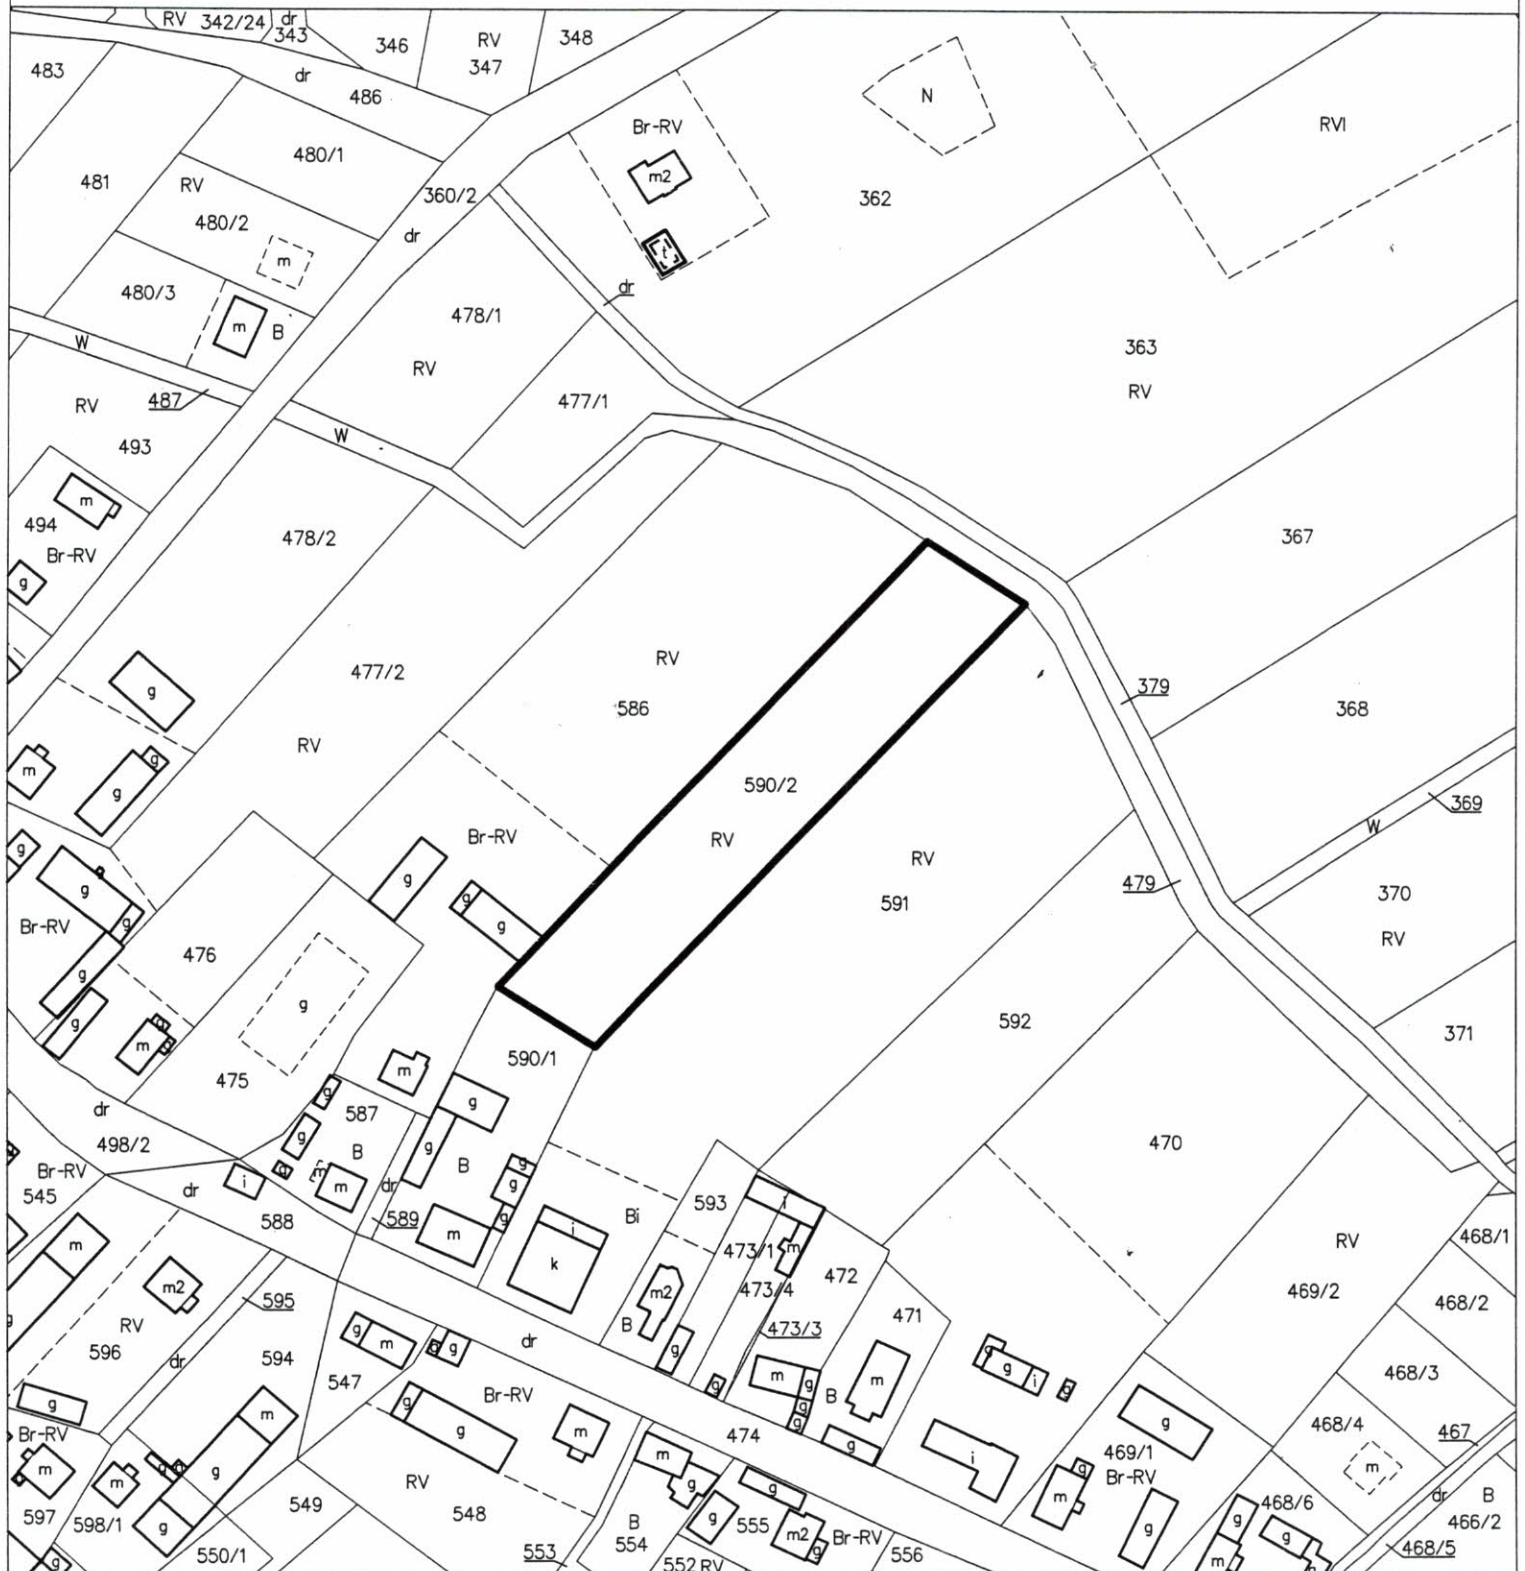 RV 342/24 dr
343
346
RV
347
348
483
dr
486
480/1
Br-RV
m2
N
RVI
481
RV
480/2
360/2
dr
362
m
t
480/3
m
B
dr
478/1
W
363
RV
RV
487
RV
477/1
W
493
m
494
Br-RV
478/2
367
g
g
477/2
RV
586
379
368
RV
m
g
g
590/2
369
W
RV
Br-RV
RV
591
479
370
RV
g
g
g
g
g
g
Br-RV
g
476
g
g
g
m
g
g
592
371
590/1
m
475
dr
498/2
g
587
B
g
g
B
g
470
Br-RV
545
dr
i
g
m
m
dr
589
588
g
g
g
m
Bi
593
i
k
i
473/1
m
473/4
472
RV
468/1
469/2
468/2
m
m2
595
RV
596
dr
594
g
m2
B
473/3
471
g
m
dr
g
g
547
g
m
g
B
m
g
g
g
g
g
i
g
468/3
g
m
Br-RV
g
g
m
474
g
i
g
469/1
Br-RV
468/4
467
m
Br-RV
m
m
g
g
g
RV
m
g
g
m
g
468/6
dr
B
466/2
597
598/1
g
549
548
B
554
g
555
m2
g
Br-RV
g
g
g
468/5
g
550/1
553
552 RV
556
m
g